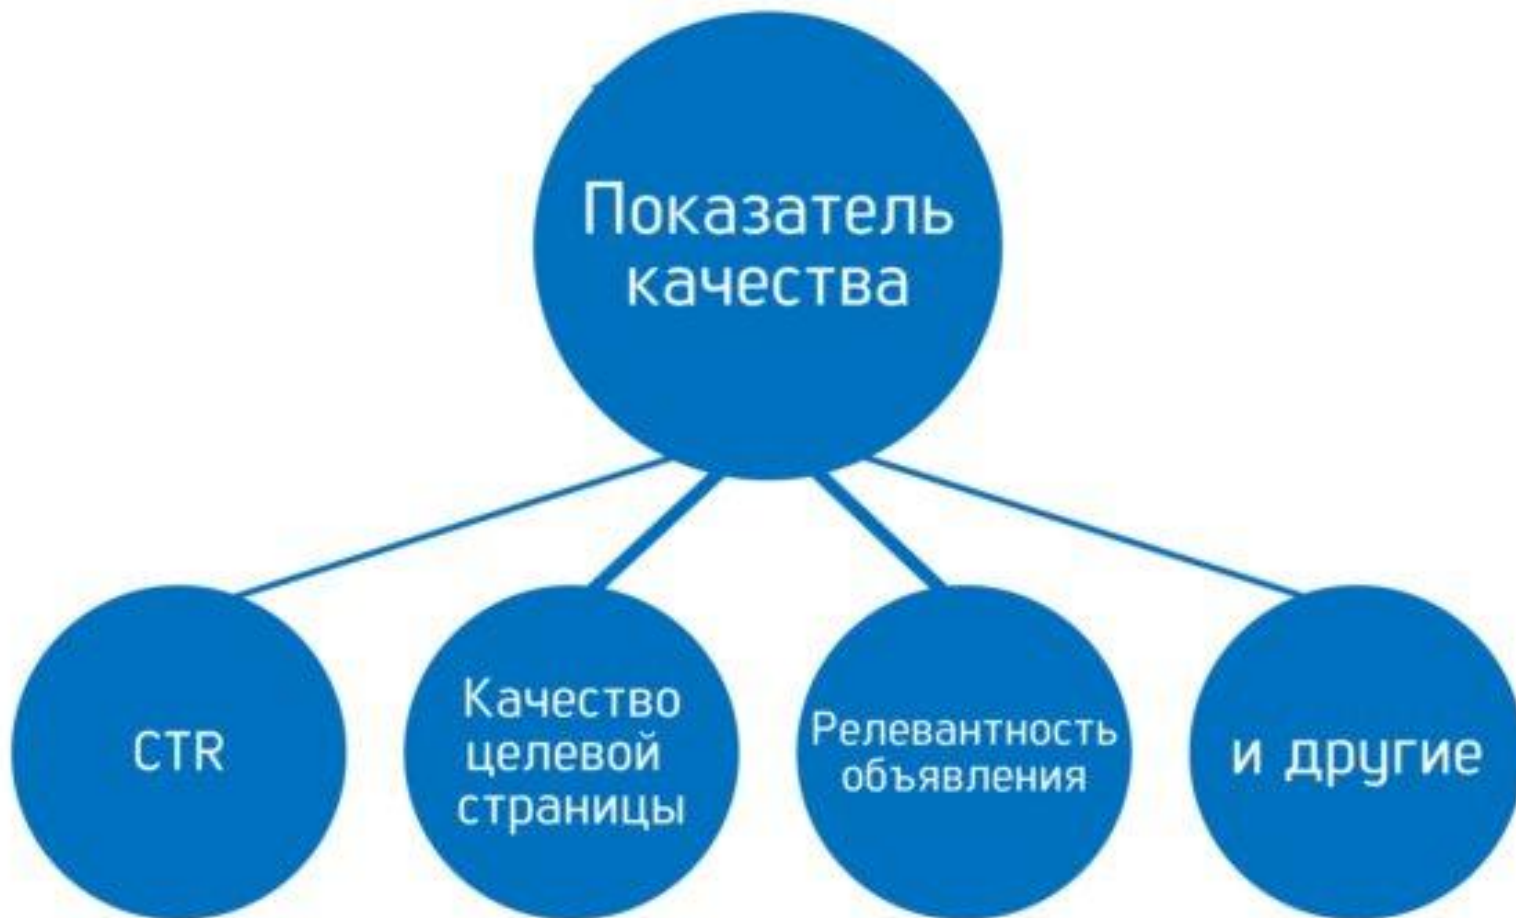 Показатель
качества
CTR
Качество
целевой
страницы
Релевантность
объявления
и другие